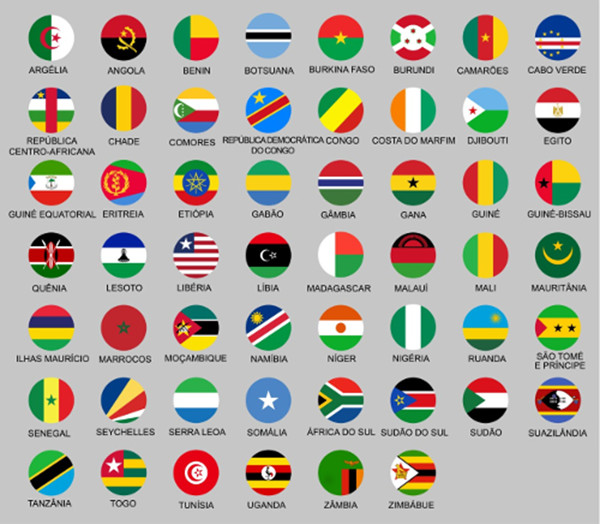 ARGÉLIA ANGOLA BENIN BOTSUANA BURKINA FASO BURUNDI CAMARÕES CABO VERDE
REPÚBLICA CENTRO-AFRICANA CHADE COMORES REPÚBLICA DEMOCRÁTICA DO CONGO CONGO COSTA DO MARFIM DJIBOUTI EGITO
GUINÉ EQUATORIAL ERITREIA ETIÓPIA GABÃO GÂMBIA GANA GUINÉ GUINÉ-BISSAU
QUÊNIA LESOTO LIBÉRIA LÍBIA MADAGASCAR MALAUÍ MALI MAURITÂNIA
ILHAS MAURÍCIO MARROCOS MOÇAMBIQUE NAMÍBIA NÍGER NIGÉRIA RUANDA SÃO TOMÉ E PRÍNCIPE
SENEGAL SEYCHELLES SERRA LEOA SOMÁLIA ÁFRICA DO SUL SUDÃO DO SUL SUDÃO SUAZILÂNDIA
TANZÂNIA TOGO TUNÍSIA UGANDA ZÂMBIA ZIMBÁBUE